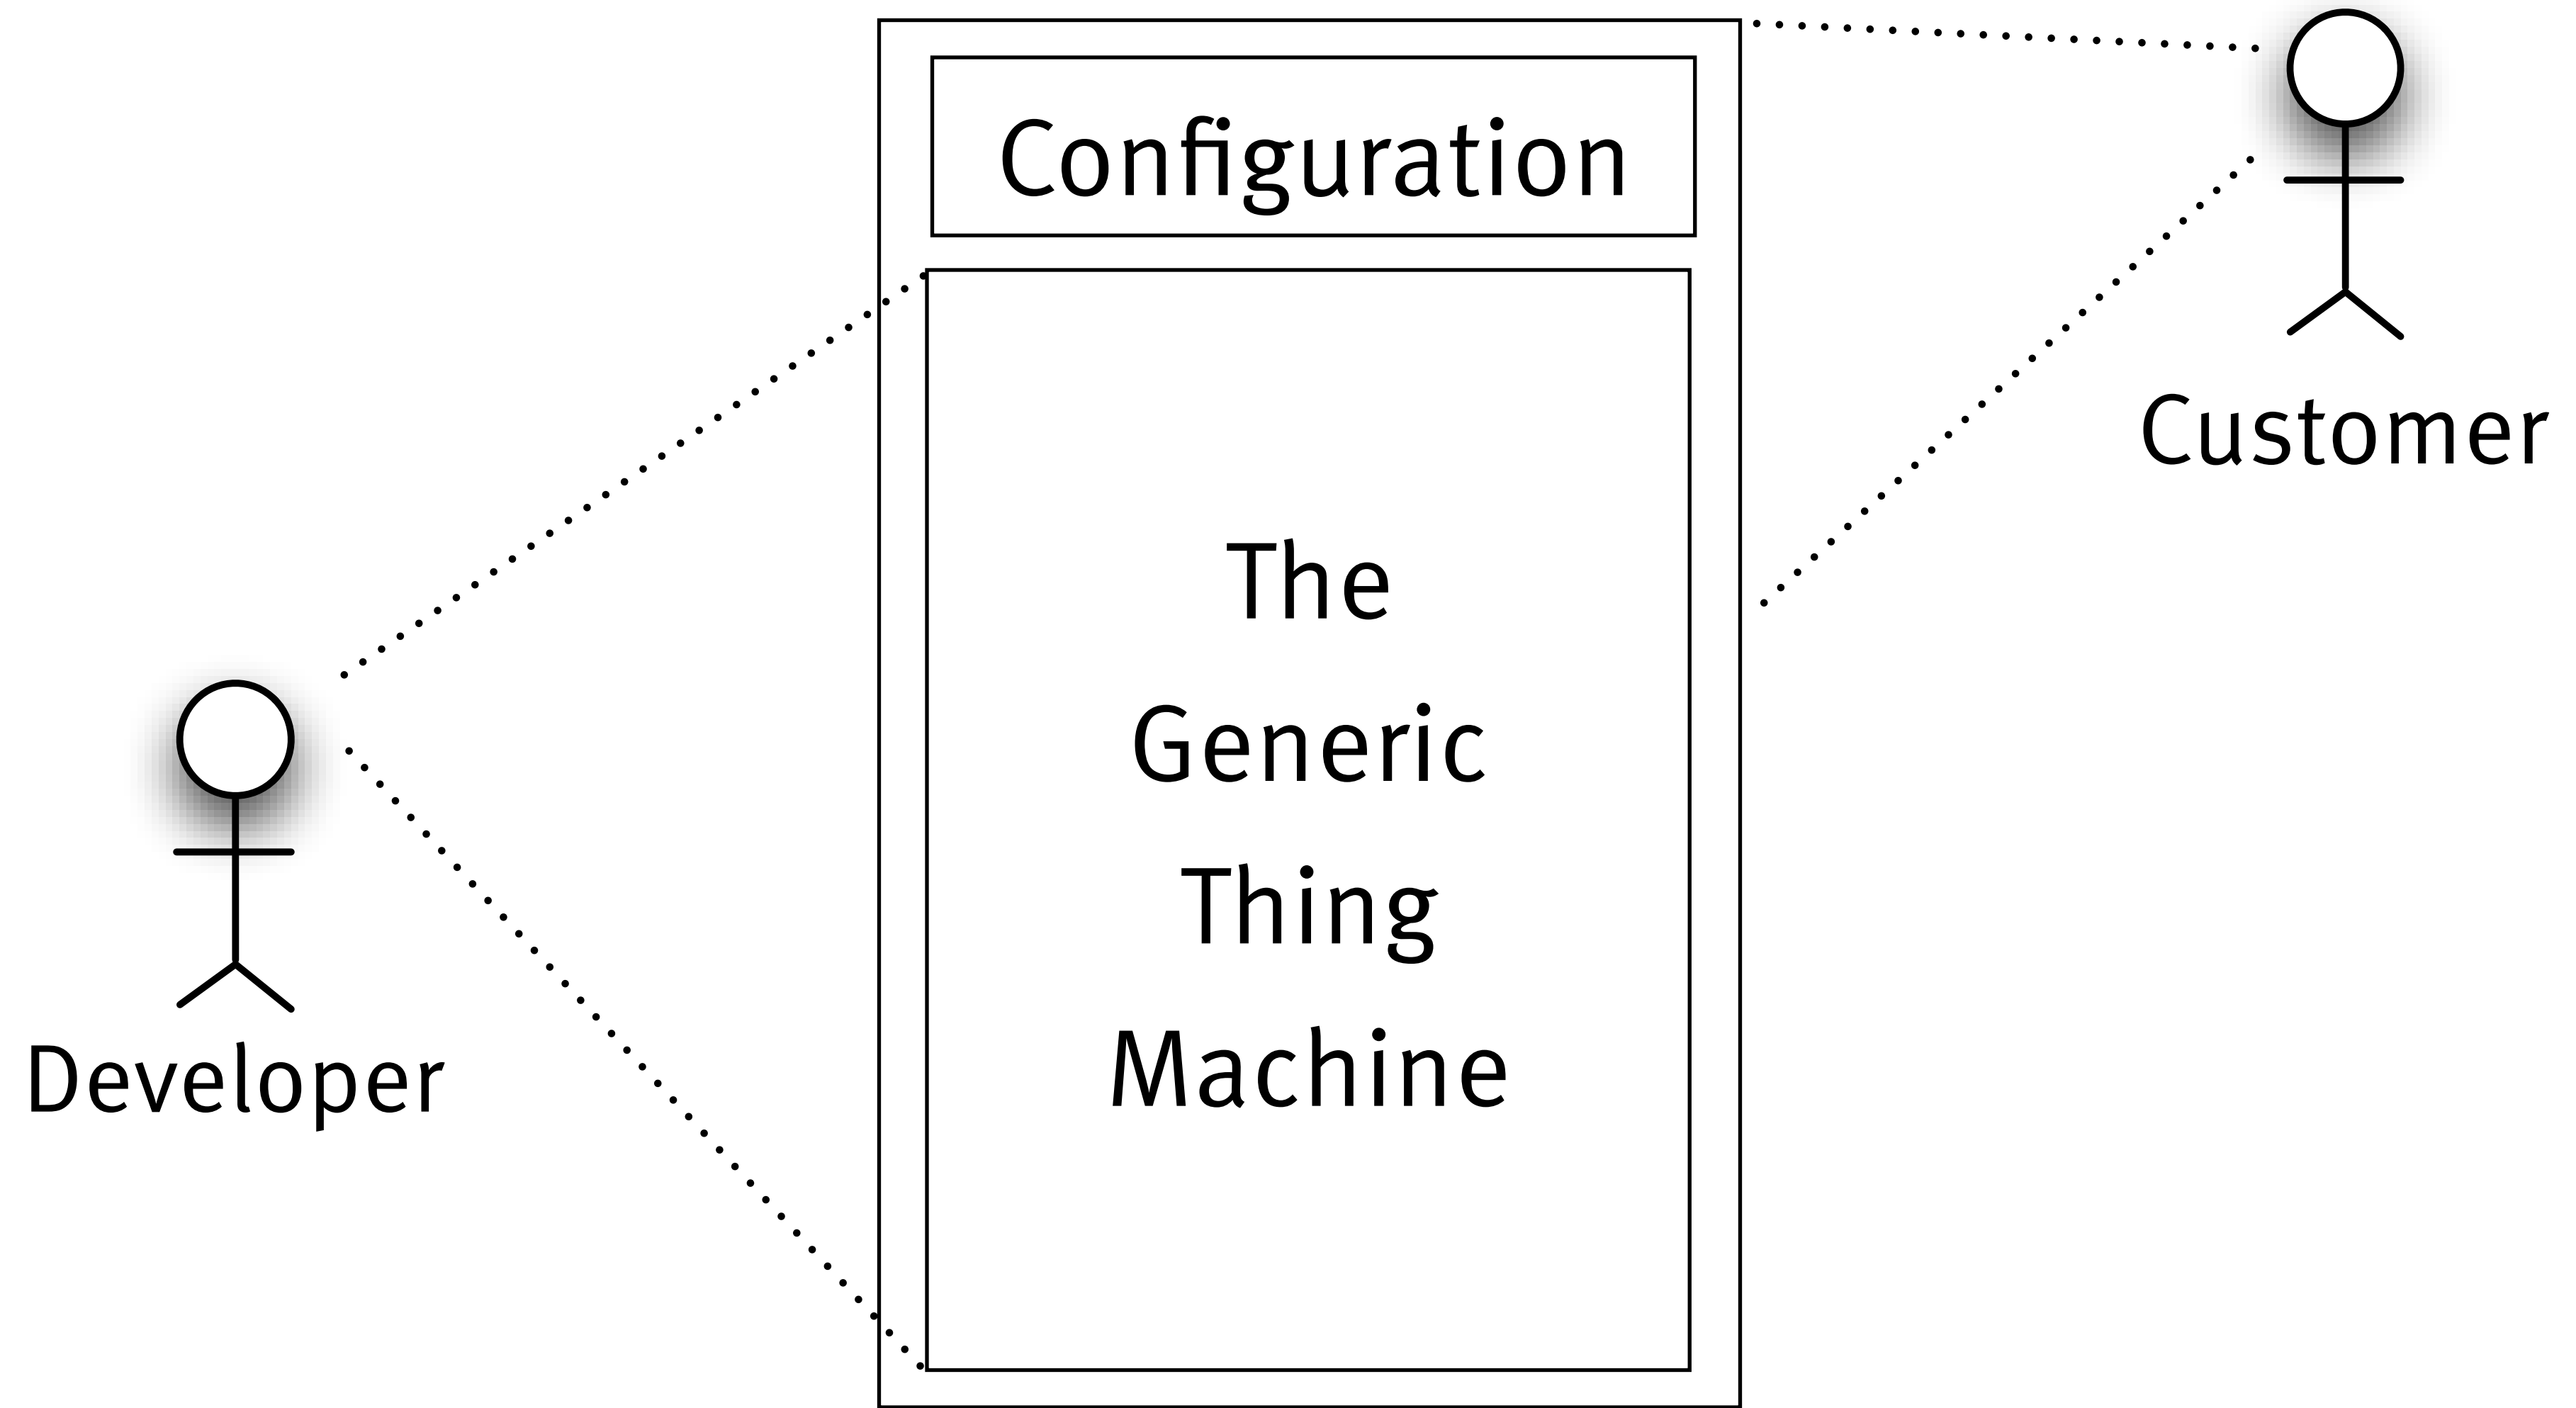 Configuration
The
Generic
Thing
Machine
Customer
Developer